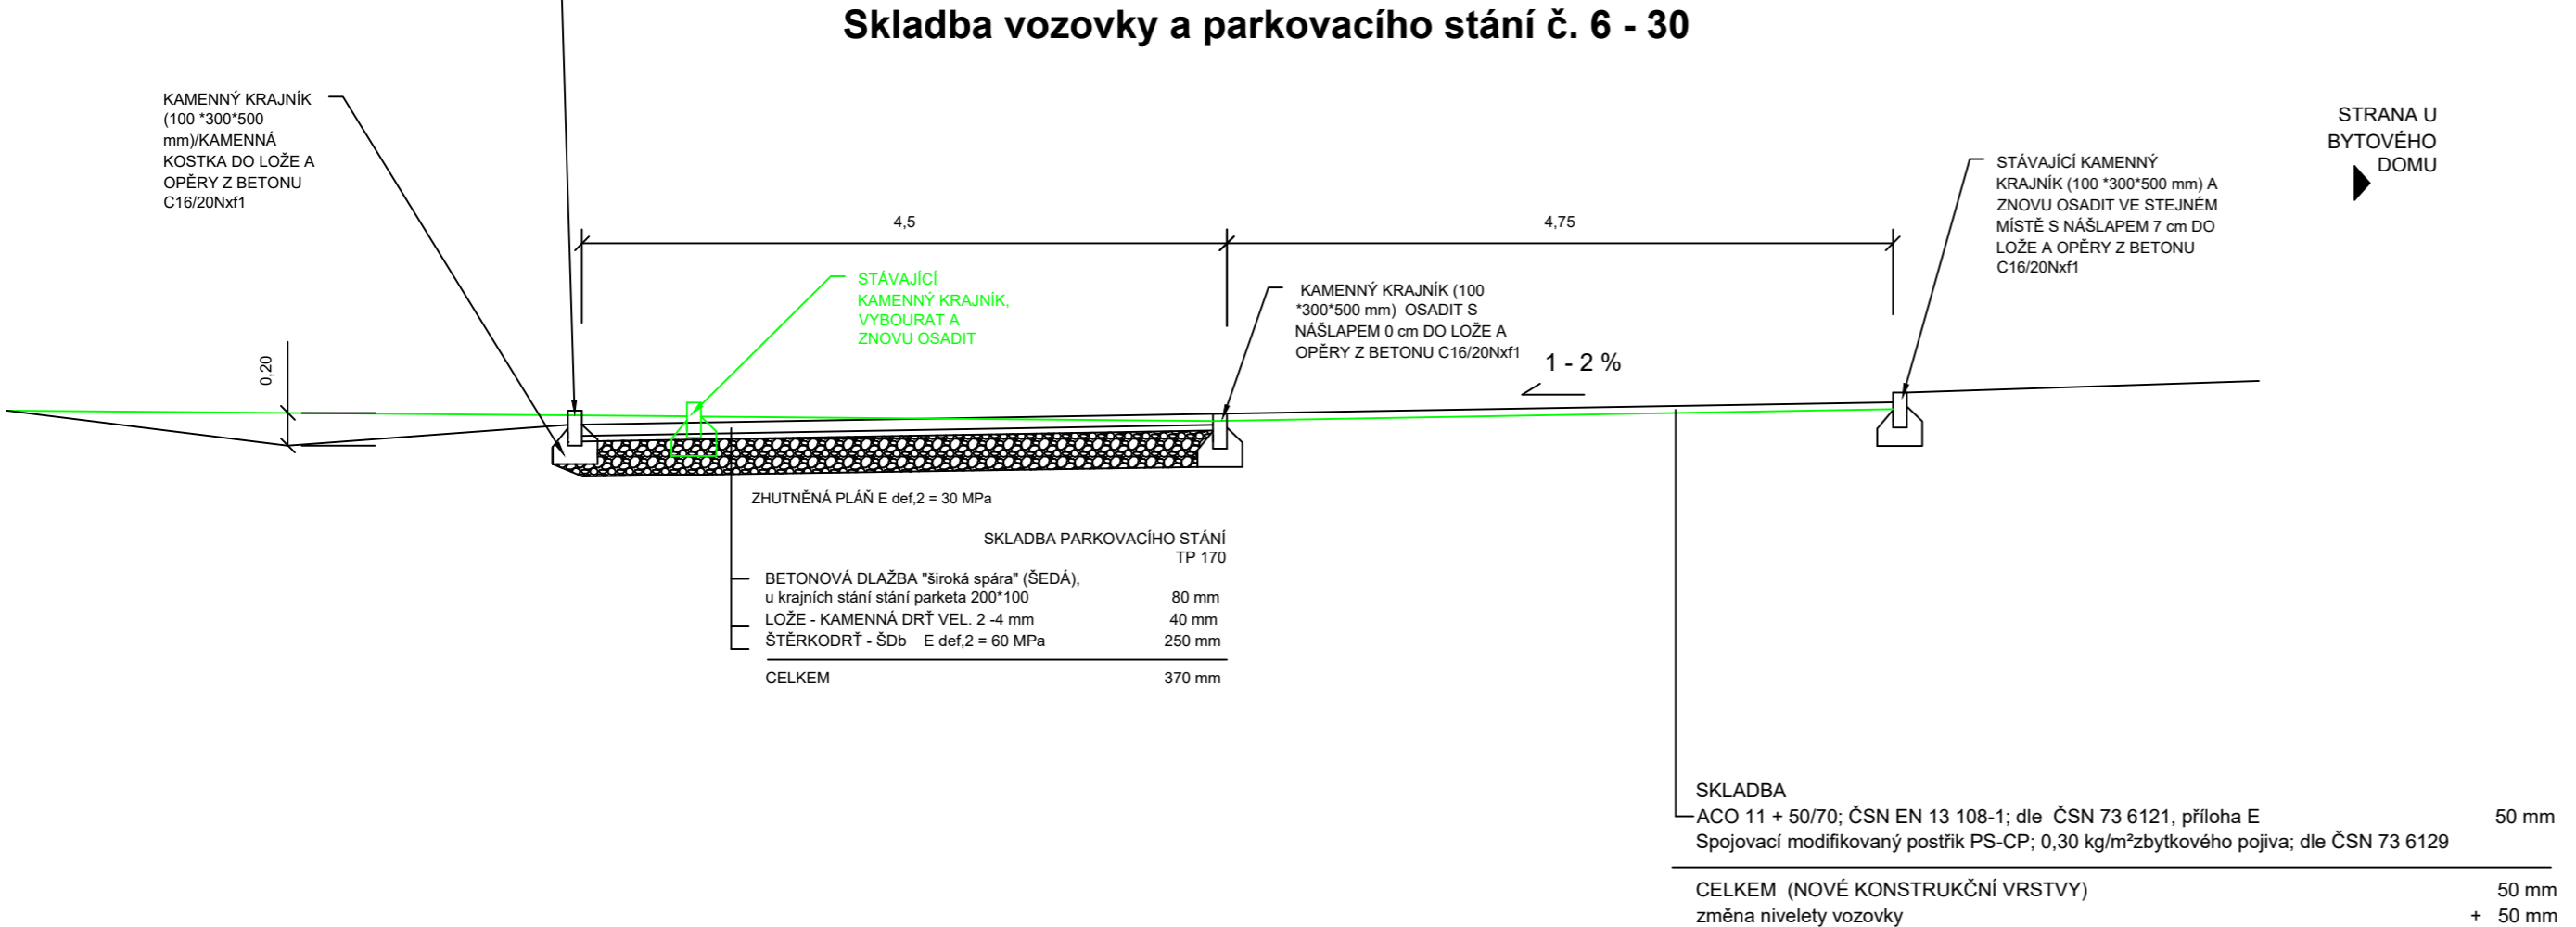 Skladba vozovky a parkovacího stání č. 6 - 30
KAMENNÝ KRAJNÍK
(100 *300*500
mm)/KAMENNÁ
KOSTKA DO LOŽE A
OPĚRY Z BETONU
C16/20Nxf1
STRANA U
BYTOVÉHO
DOMU
STÁVAJÍCÍ KAMENNÝ
KRAJNÍK (100 *300*500 mm) A
ZNOVU OSADIT VE STEJNÉM
MÍSTĚ S NÁŠLAPEM 7 cm DO
LOŽE A OPĚRY Z BETONU
C16/20Nxf1
4,5
4,75
STÁVAJÍCÍ
KAMENNÝ KRAJNÍK,
VYBOURAT A
ZNOVU OSADIT
KAMENNÝ KRAJNÍK (100
*300*500 mm) OSADIT S
NÁŠLAPEM 0 cm DO LOŽE A
OPĚRY Z BETONU C16/20Nxf1
1 - 2 %
0,20
ZHUTNĚNÁ PLÁŇ E def,2 = 30 MPa
SKLADBA PARKOVACÍHO STÁNÍ
TP 170
BETONOVÁ DLAŽBA "široká spára" (ŠEDÁ),
u krajních stání stání parketa 200*100 80 mm
LOŽE - KAMENNÁ DRŤ VEL. 2 -4 mm 40 mm
ŠTĚRKODRŤ - ŠDb E def,2 = 60 MPa 250 mm
CELKEM 370 mm
SKLADBA
ACO 11 + 50/70; ČSN EN 13 108-1; dle ČSN 73 6121, příloha E 50 mm
Spojovací modifikovaný postřik PS-CP; 0,30 kg/m²zbytkového pojiva; dle ČSN 73 6129
CELKEM (NOVÉ KONSTRUKČNÍ VRSTVY) 50 mm
změna nivelety vozovky + 50 mm